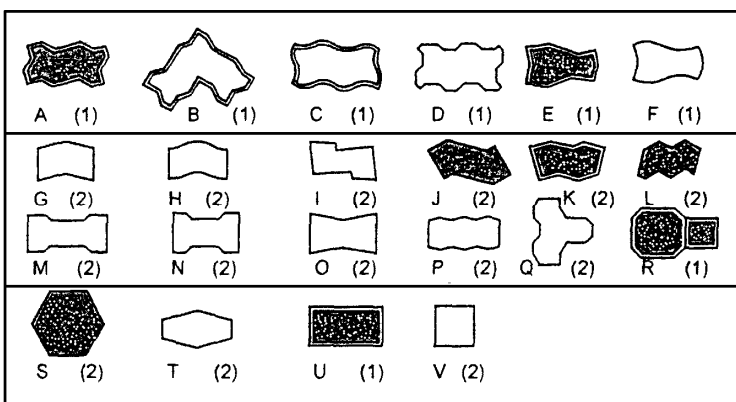 A (1) B (1) C (1) D (1) E (1) F (1)
G (2) H (2) I (2) J (2) K (2) L (2)
M (2) N (2) O (2) P (2) Q (2) R (1)
S (2) T (2) U (1) V (2)